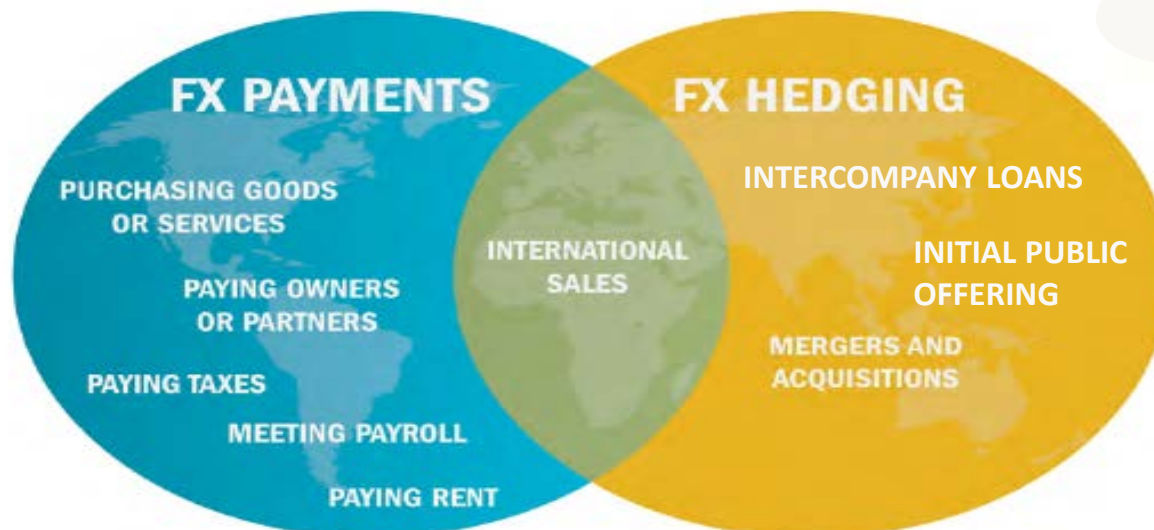 FX PAYMENTS
PURCHASING GOODS
OR SERVICES
PAYING OWNERS
OR PARTNERS
PAYING TAXES
MEETING PAYROLL
PAYING RENT
INTERNATIONAL
SALES
FX HEDGING
INTERCOMPANY LOANS
INITIAL PUBLIC
OFFERING
MERGERS AND
ACQUISITIONS